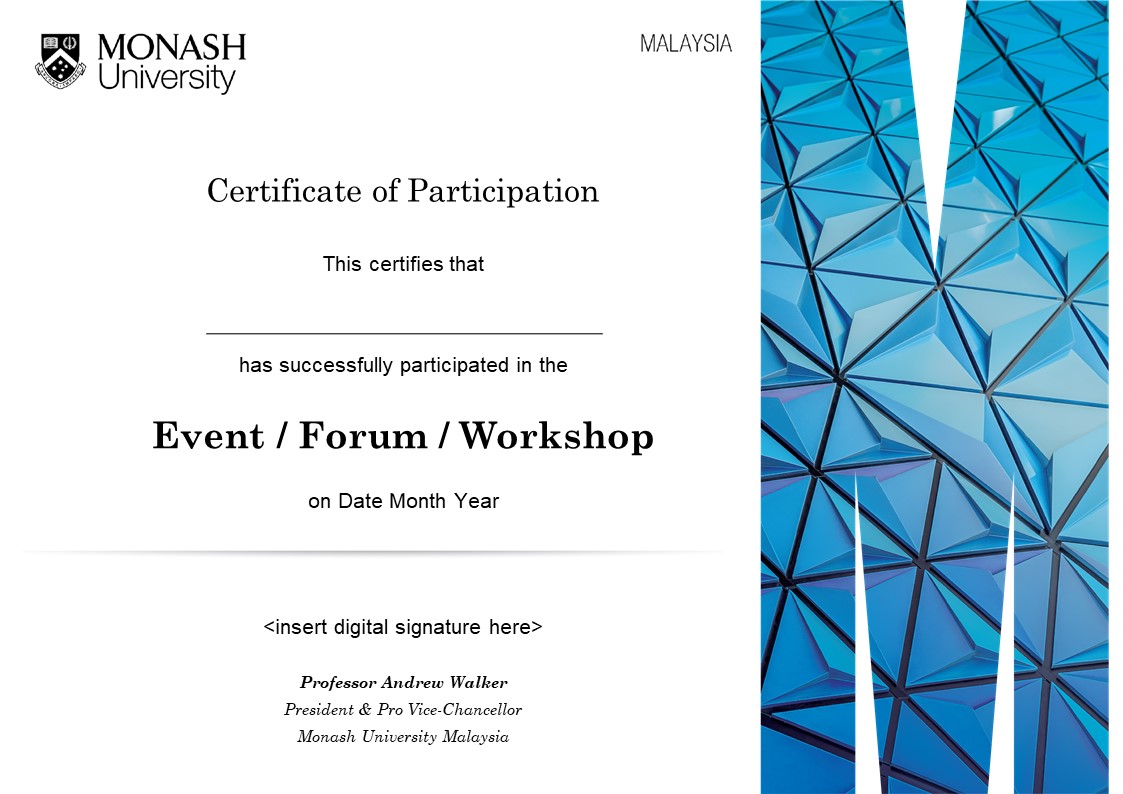 MONASH
University
MALAYSIA
Certificate of Participation
This certifies that
has successfully participated in the
Event / Forum / Workshop
on Date Month Year
<insert digital signature here>
Professor Andrew Walker
President & Pro Vice-Chancellor
Monash University Malaysia